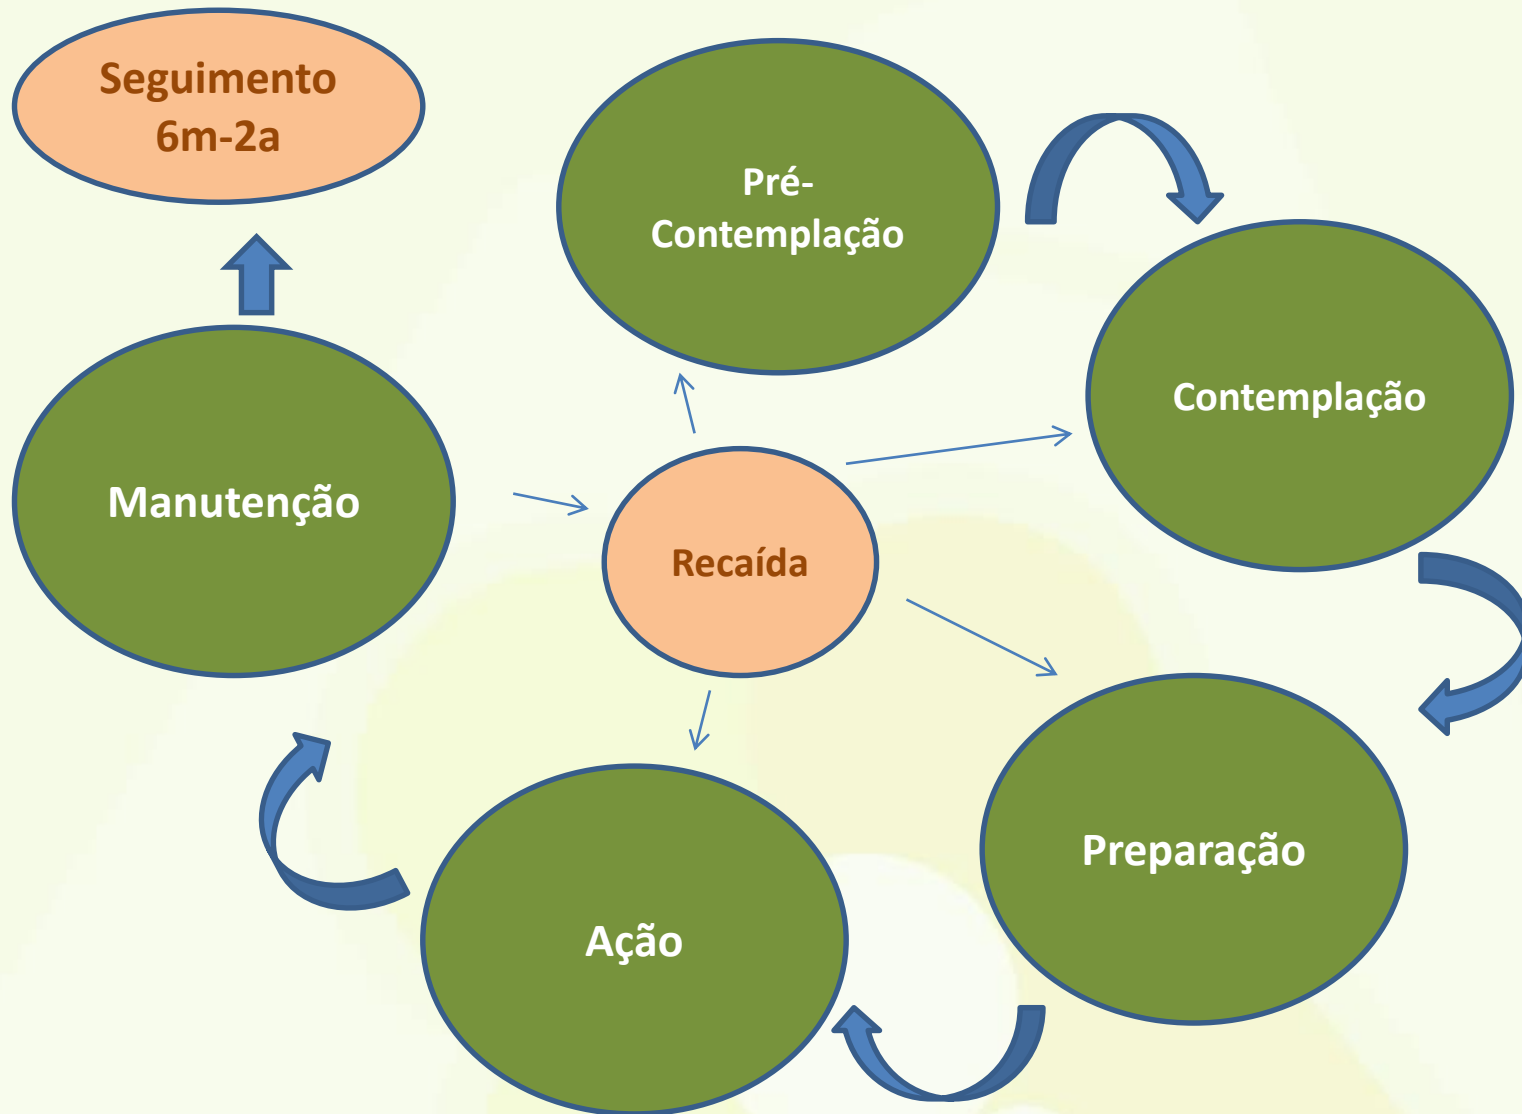 Seguimento
6m-2a
Pré-
Contemplação
Contemplação
Manutenção
Recaída
Preparação
Ação